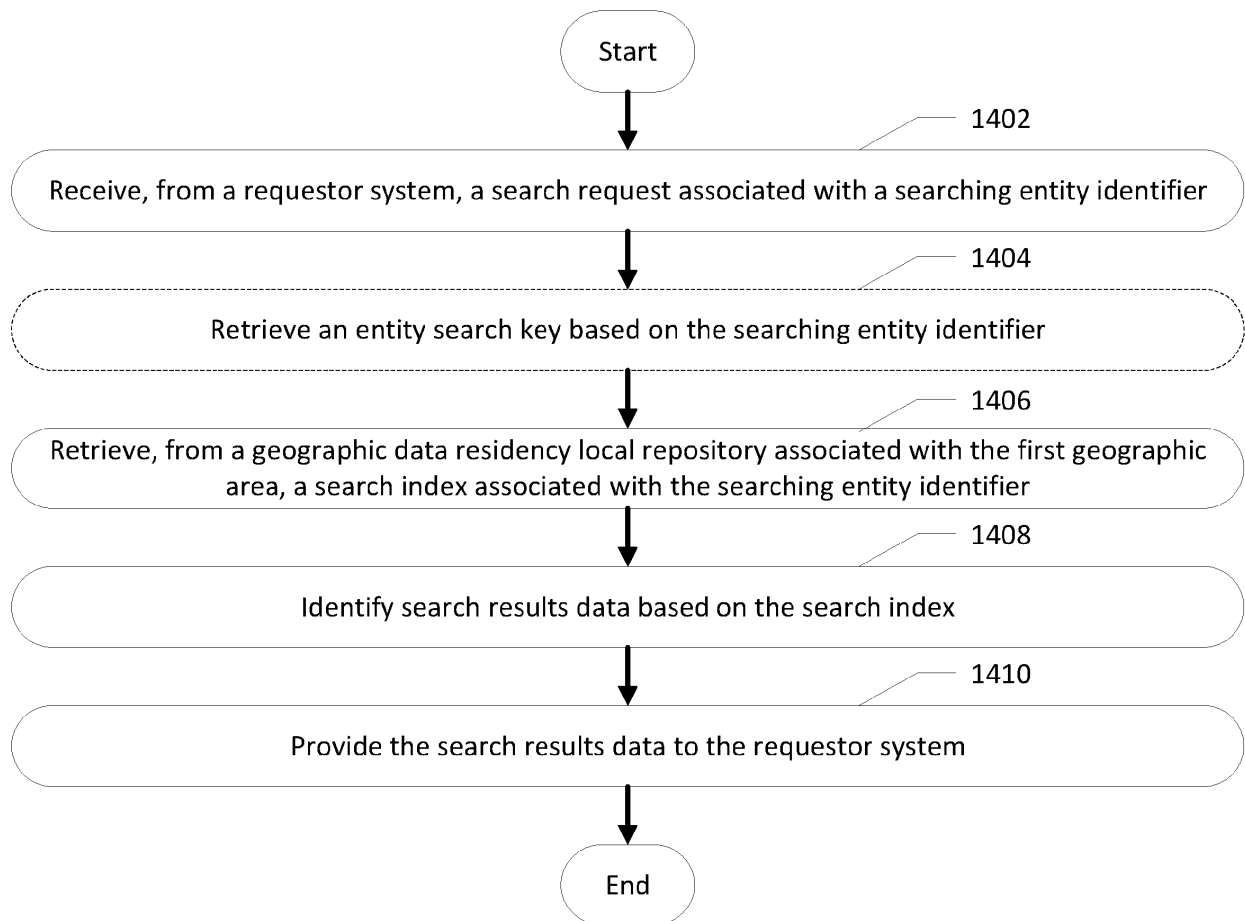 Start
1402
Receive, from a requestor system, a search request associated with a searching entity identifier
1404
Retrieve an entity search key based on the searching entity identifier
1406
Retrieve, from a geographic data residency local repository associated with the first geographic
area, a search index associated with the searching entity identifier
1408
Identify search results data based on the search index
1410
Provide the search results data to the requestor system
End